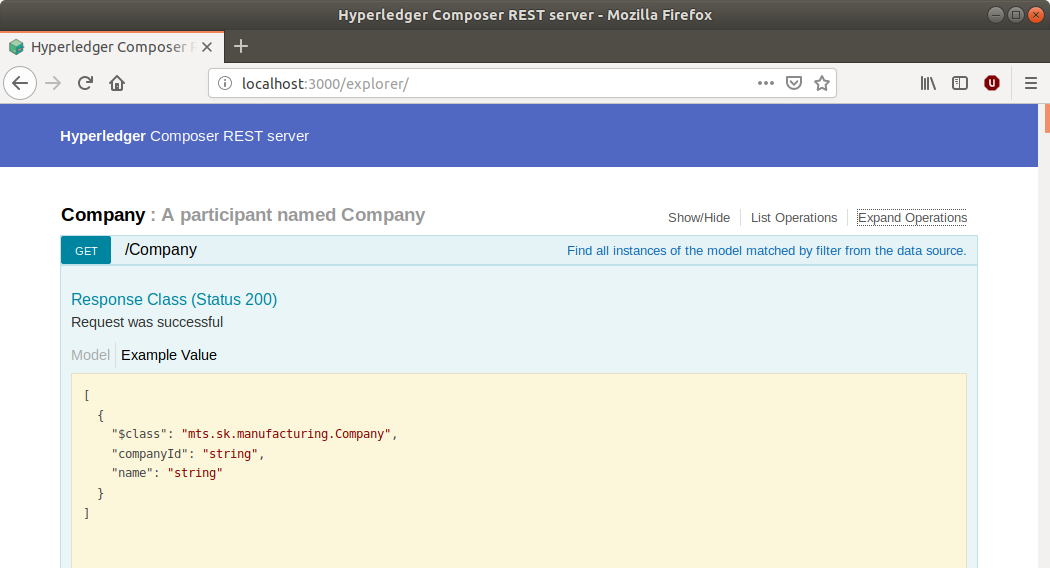 Hyperledger Composer REST server - Mozilla Firefox
Hyperledger Composer
localhost:3000/explorer/
Hyperledger Composer REST server
Company : A participant named Company
Show/Hide List Operations Expand Operations
GET /Company Find all instances of the model matched by filter from the data source.
Response Class (Status 200)
Request was successful
Model Example Value
[
{
"$class": "mts.sk.manufacturing.Company",
"companyId": "string",
"name": "string"
}
]